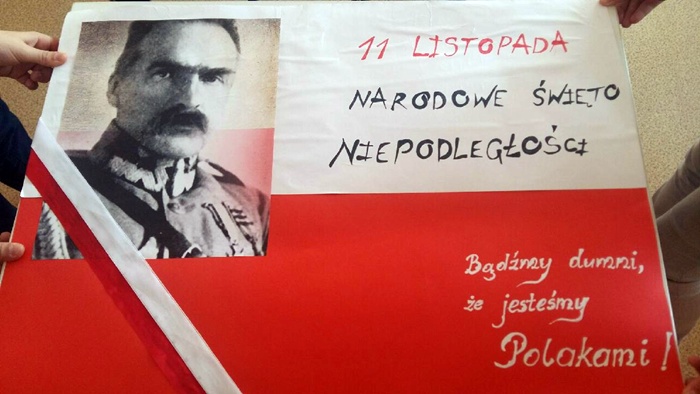 11 LISTOPADA
NARODOWE ŚWIĘTO
NIEPODLEGŁOŚCI
Bądźmy dumni,
że jesteśmy
Polakami!